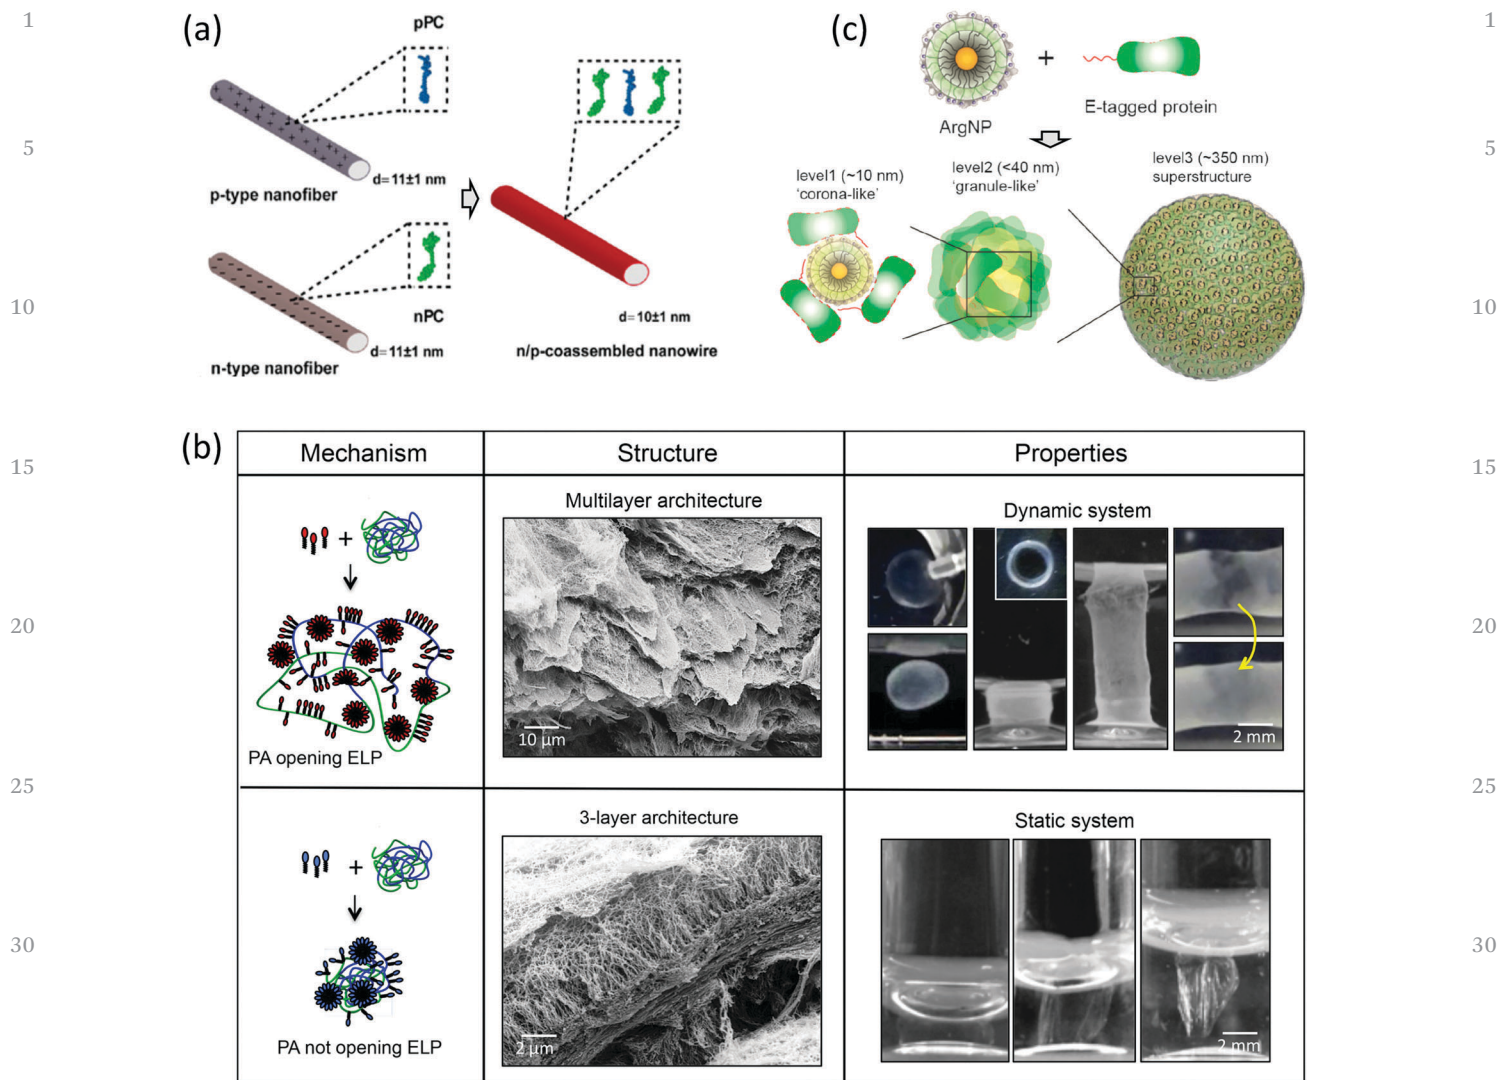 1
1
(a)
pPC
(c)
+
ArgNP
E-tagged protein
5
5
p-type nanofiber
d=11±1 nm
level1 (~10 nm)
'corona-like'
level2 (<40 nm)
'granule-like'
level3 (~350 nm)
superstructure
nPC
n-type nanofiber
d=11±1 nm
d=10±1 nm
n/p-coassembled nanowire
10
10
(b)
Mechanism
Structure
Properties
15
15
+
Multilayer architecture
Dynamic system
20
20
PA opening ELP
10 µm
2 mm
25
25
+
3-layer architecture
Static system
30
30
PA not opening ELP
2 µm
2 mm